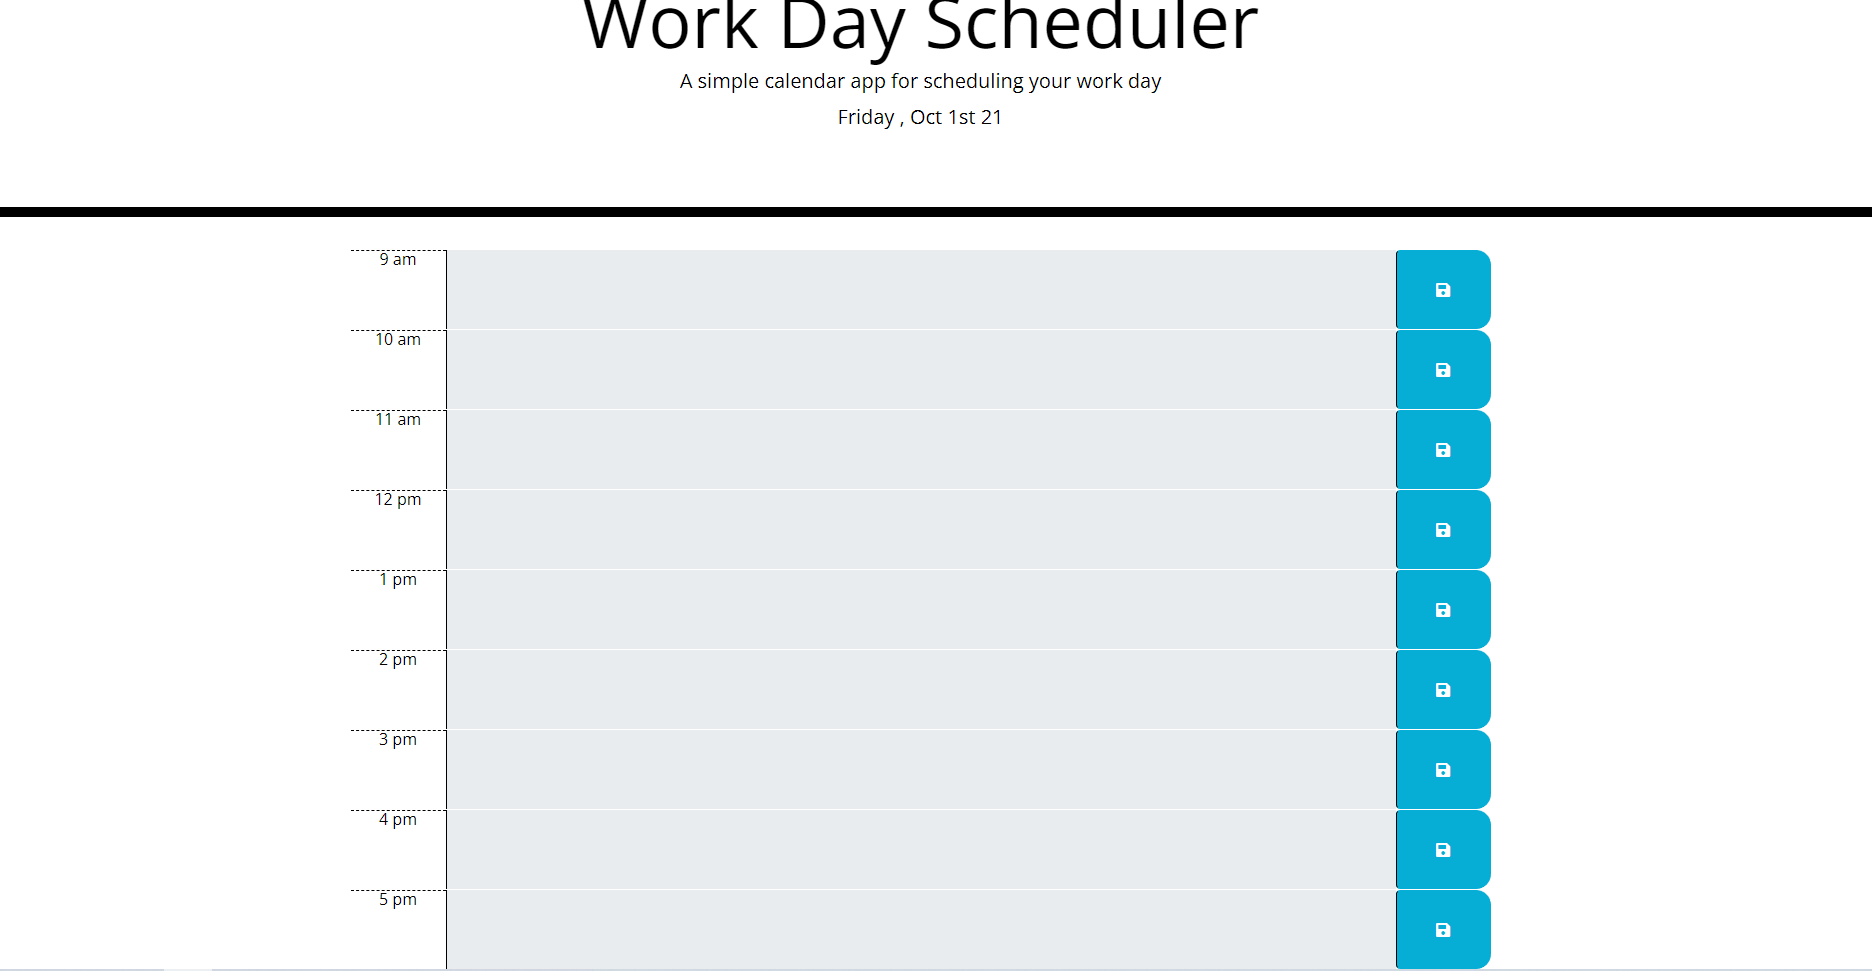 Work Day Scheduler
A simple calendar app for scheduling your work day
Friday , Oct 1st 21
9 am
10 am
11 am
12 pm
1 pm
2 pm
3 pm
4 pm
5 pm